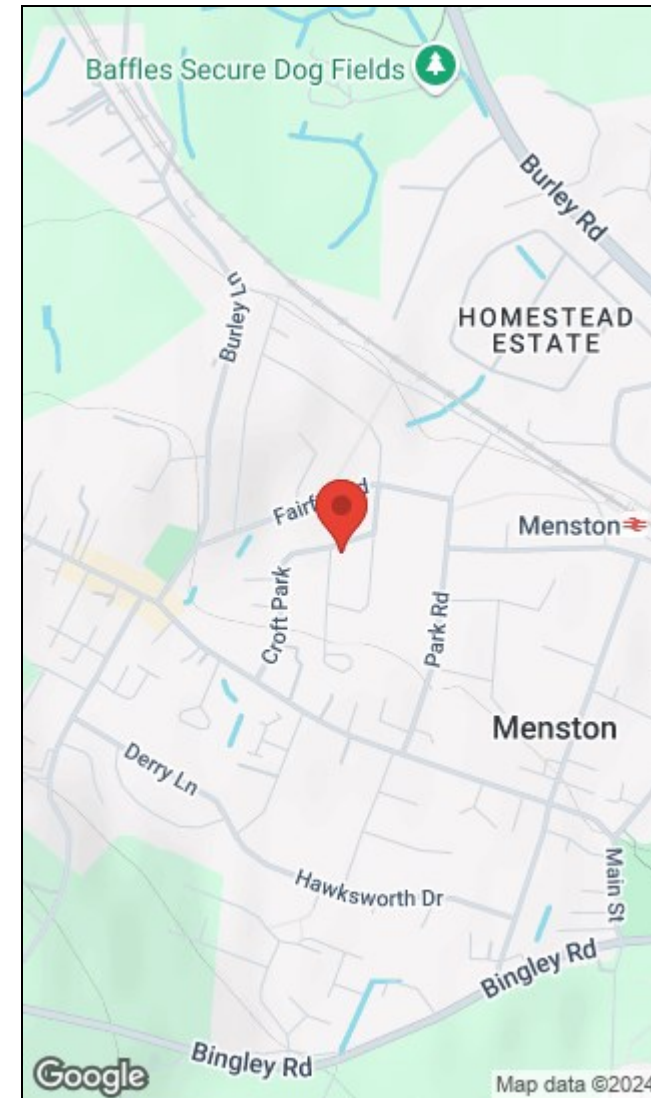 Baffles Secure Dog Fields
Burley Rd
Burley Ln
HOMESTEAD
ESTATE
Menston
Croft Park
Park Rd
Menston
Derry Ln
Hawksworth Dr
Main St
Bingley Rd
Bingley Rd
Google
Map data ©2024